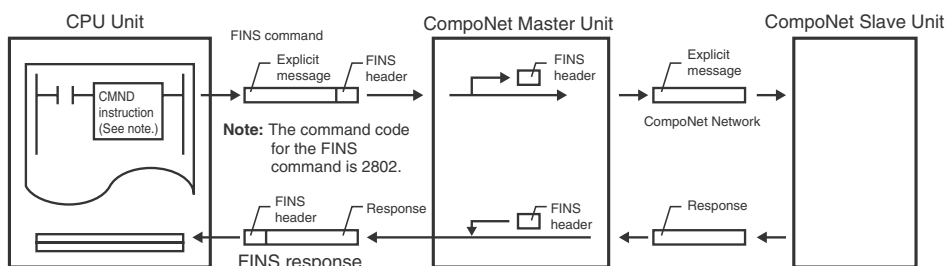 CPU Unit
CompoNet Master Unit
CompoNet Slave Unit
FINS command
Explicit
message
FINS
header
FINS
header
Explicit
message
CMND
instruction
(See note.)
CompoNet Network
Note: The command code
for the FINS
command is 2802.
FINS
header
Response
FINS
header
Response
FINS response